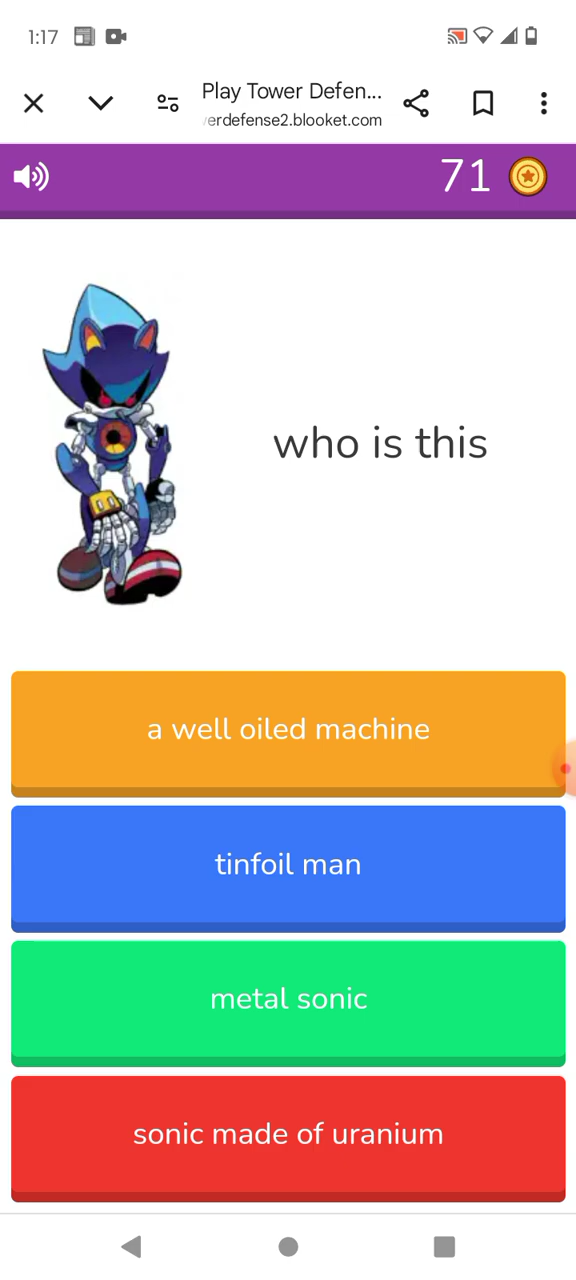 1:17
Play Tower Defen...
erdefense2.blooket.com
71
who is this
a well oiled machine
tinfoil man
metal sonic
sonic made of uranium